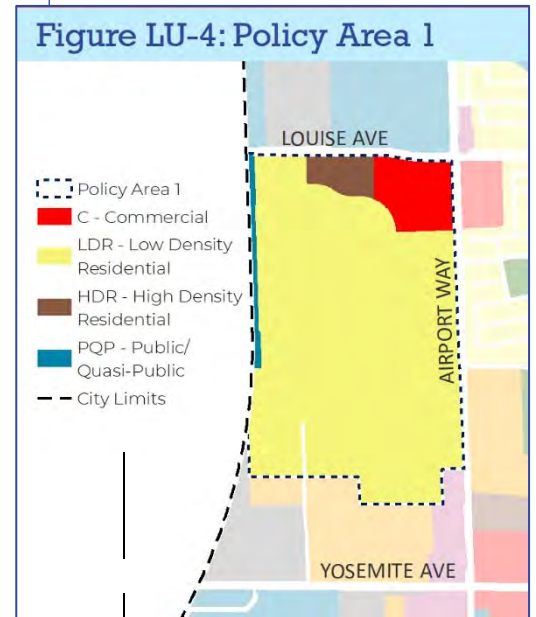 Figure LU-4: Policy Area 1
LOUISE AVE
Policy Area 1
C - Commercial
LDR - Low Density
Residential
HDR - High Density
Residential
PQP - Public/
Quasi-Public
City Limits
AIRPORT WAY
YOSEMITE AVE